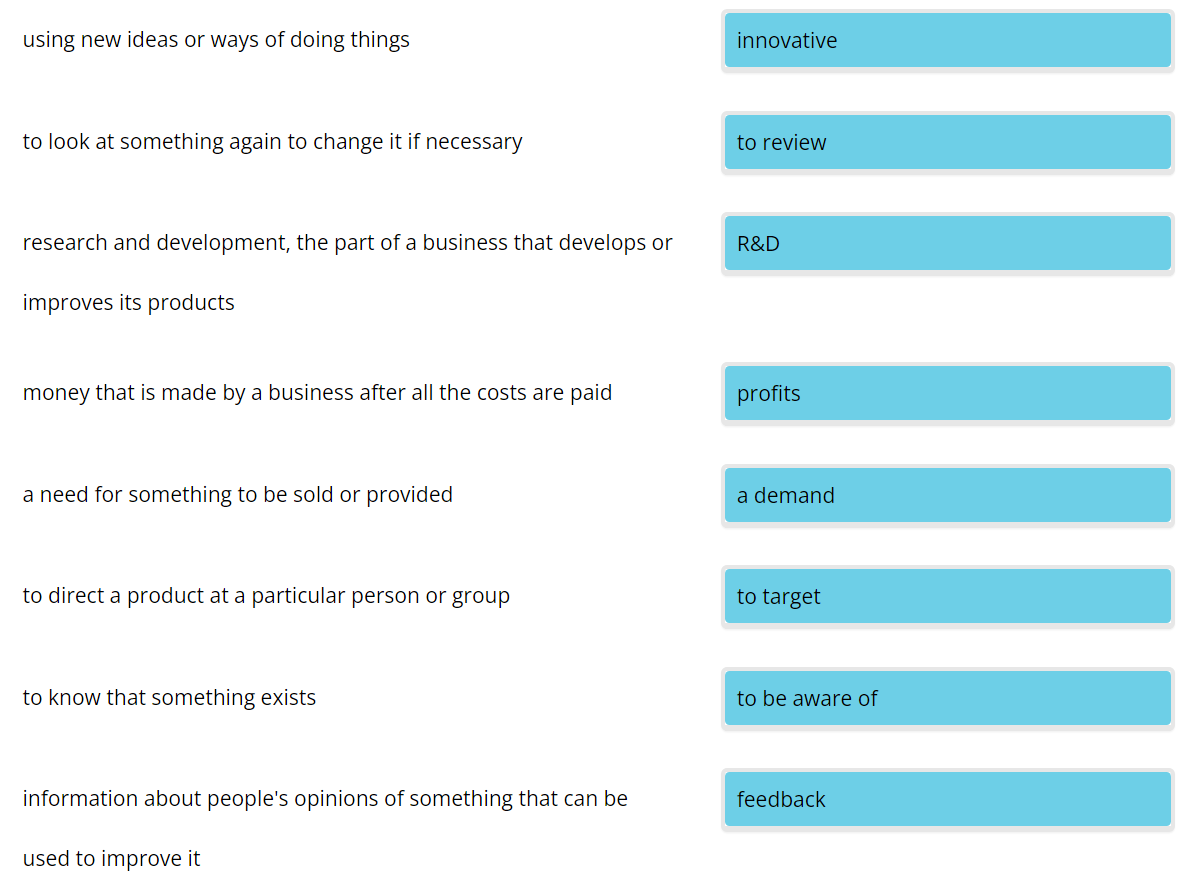 using new ideas or ways of doing things
innovative
to look at something again to change it if necessary
to review
research and development, the part of a business that develops or
improves its products
R&D
money that is made by a business after all the costs are paid
profits
a need for something to be sold or provided
a demand
to direct a product at a particular person or group
to target
to know that something exists
to be aware of
information about people's opinions of something that can be
used to improve it
feedback